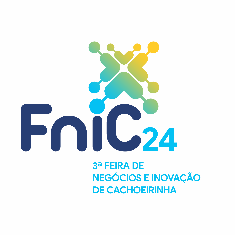 FniC24
3ª FEIRA DE
NEGÓCIOS E INOVAÇÃO
DE CACHOEIRINHA